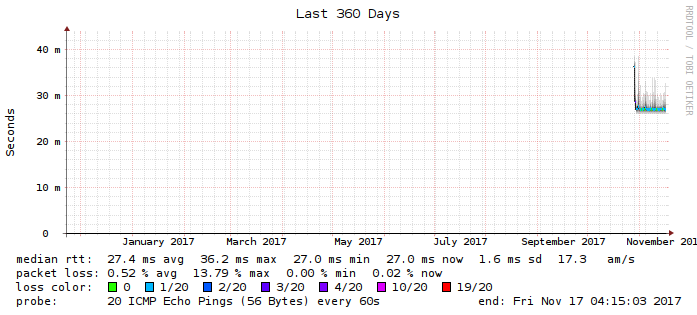 Last 360 Days
RRDTOOL / TOBI OETIKER
Seconds
40 m
30 m
20 m
10 m
0
January 2017 March 2017 May 2017 July 2017 September 2017 November 201
median rtt: 27.4 ms avg 36.2 ms max 27.0 ms min 27.0 ms now 1.6 ms sd 17.3 am/s
packet loss: 0.52 % avg 13.79 % max 0.00 % min 0.02 % now
loss color: 0 1/20 2/20 3/20 4/20 10/20 19/20
probe: 20 ICMP Echo Pings (56 Bytes) every 60s end: Fri Nov 17 04:15:03 2017